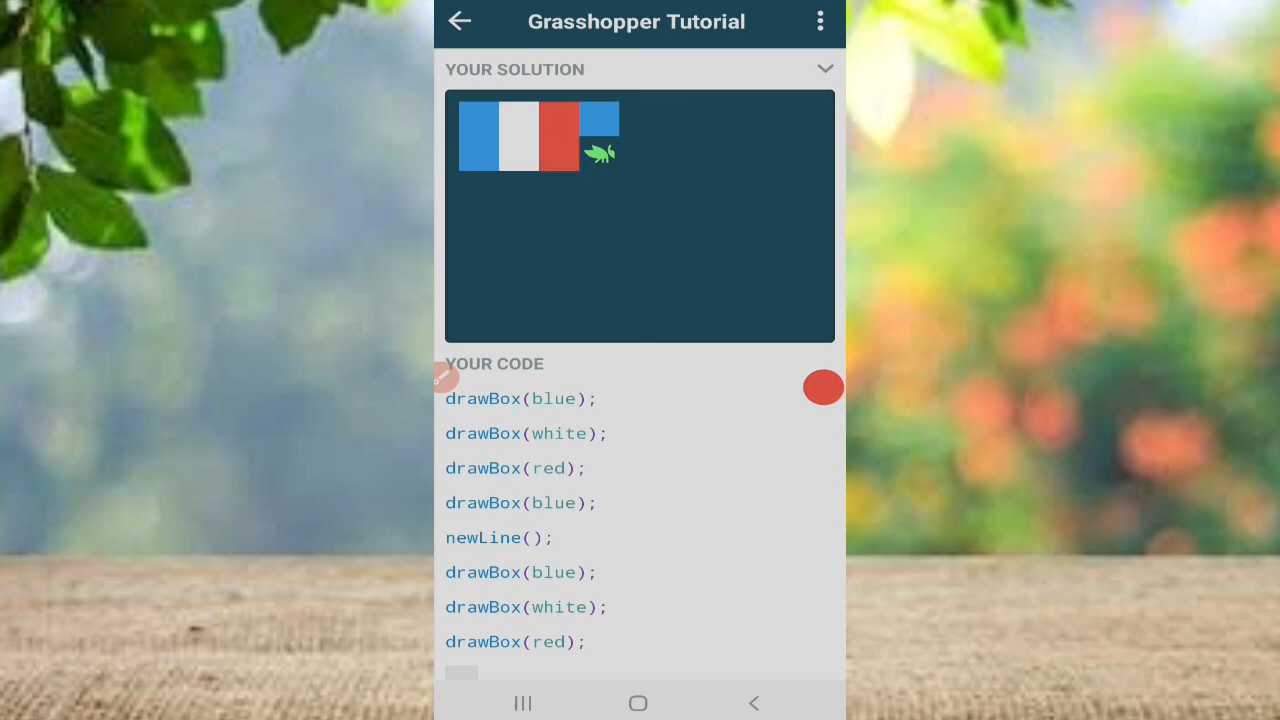 Grasshopper Tutorial
YOUR SOLUTION
YOUR CODE
drawBox(blue);
drawBox(white);
drawBox(red);
drawBox(blue);
newLine();
drawBox(blue);
drawBox(white);
drawBox(red);